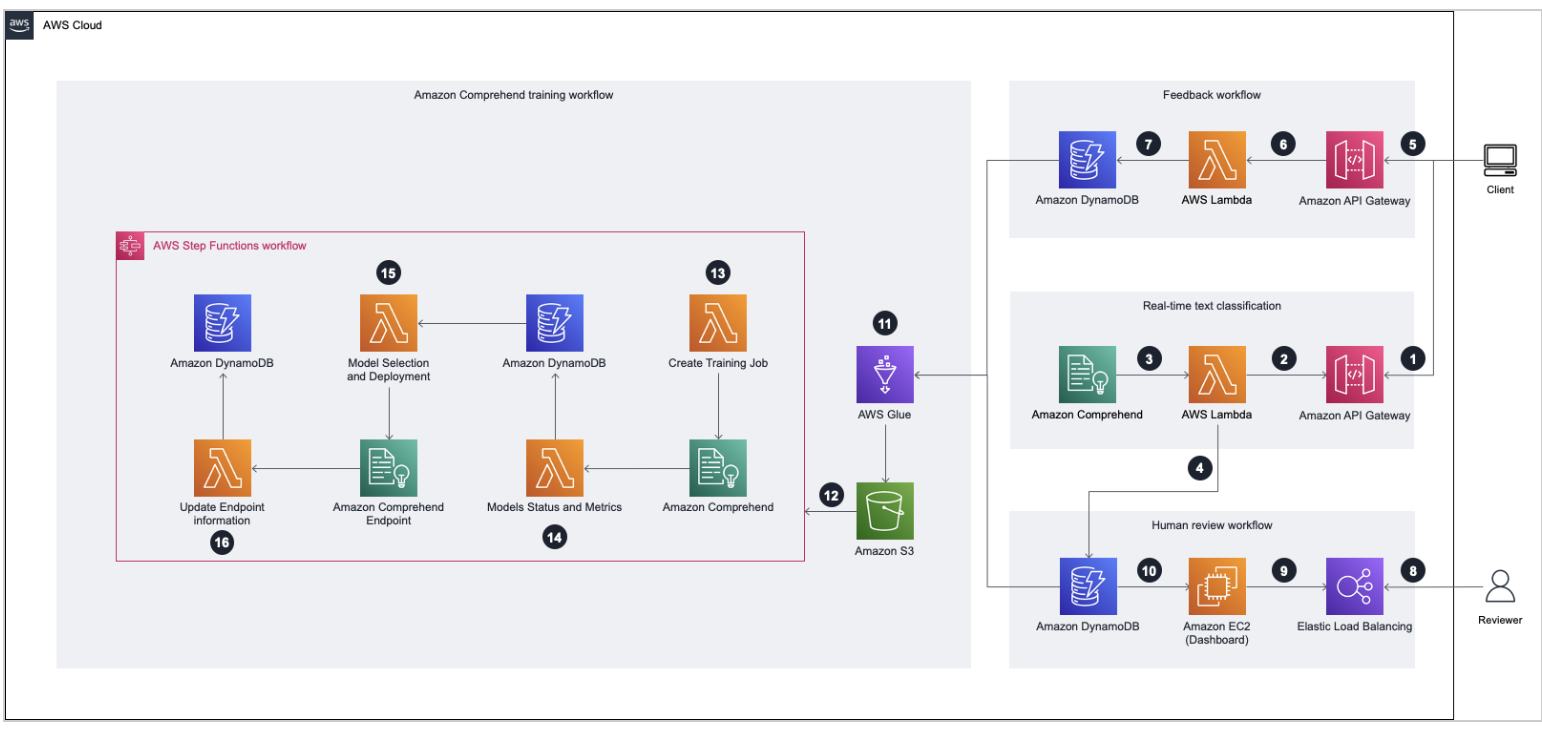 aws
AWS Cloud
Amazon Comprehend training workflow
AWS Step Functions workflow
15
13
Amazon DynamoDB
Model Selection
and Deployment
Amazon DynamoDB
Create Training Job
Update Endpoint
information
16
Amazon Comprehend
Endpoint
Models Status and Metrics
14
Amazon Comprehend
11
AWS Glue
12
Amazon S3
Feedback workflow
7
6
5
Amazon DynamoDB
AWS Lambda
Amazon API Gateway
Client
Real-time text classification
3
2
1
Amazon Comprehend
AWS Lambda
Amazon API Gateway
4
Human review workflow
10
9
8
Amazon DynamoDB
Amazon EC2
(Dashboard)
Elastic Load Balancing
Reviewer